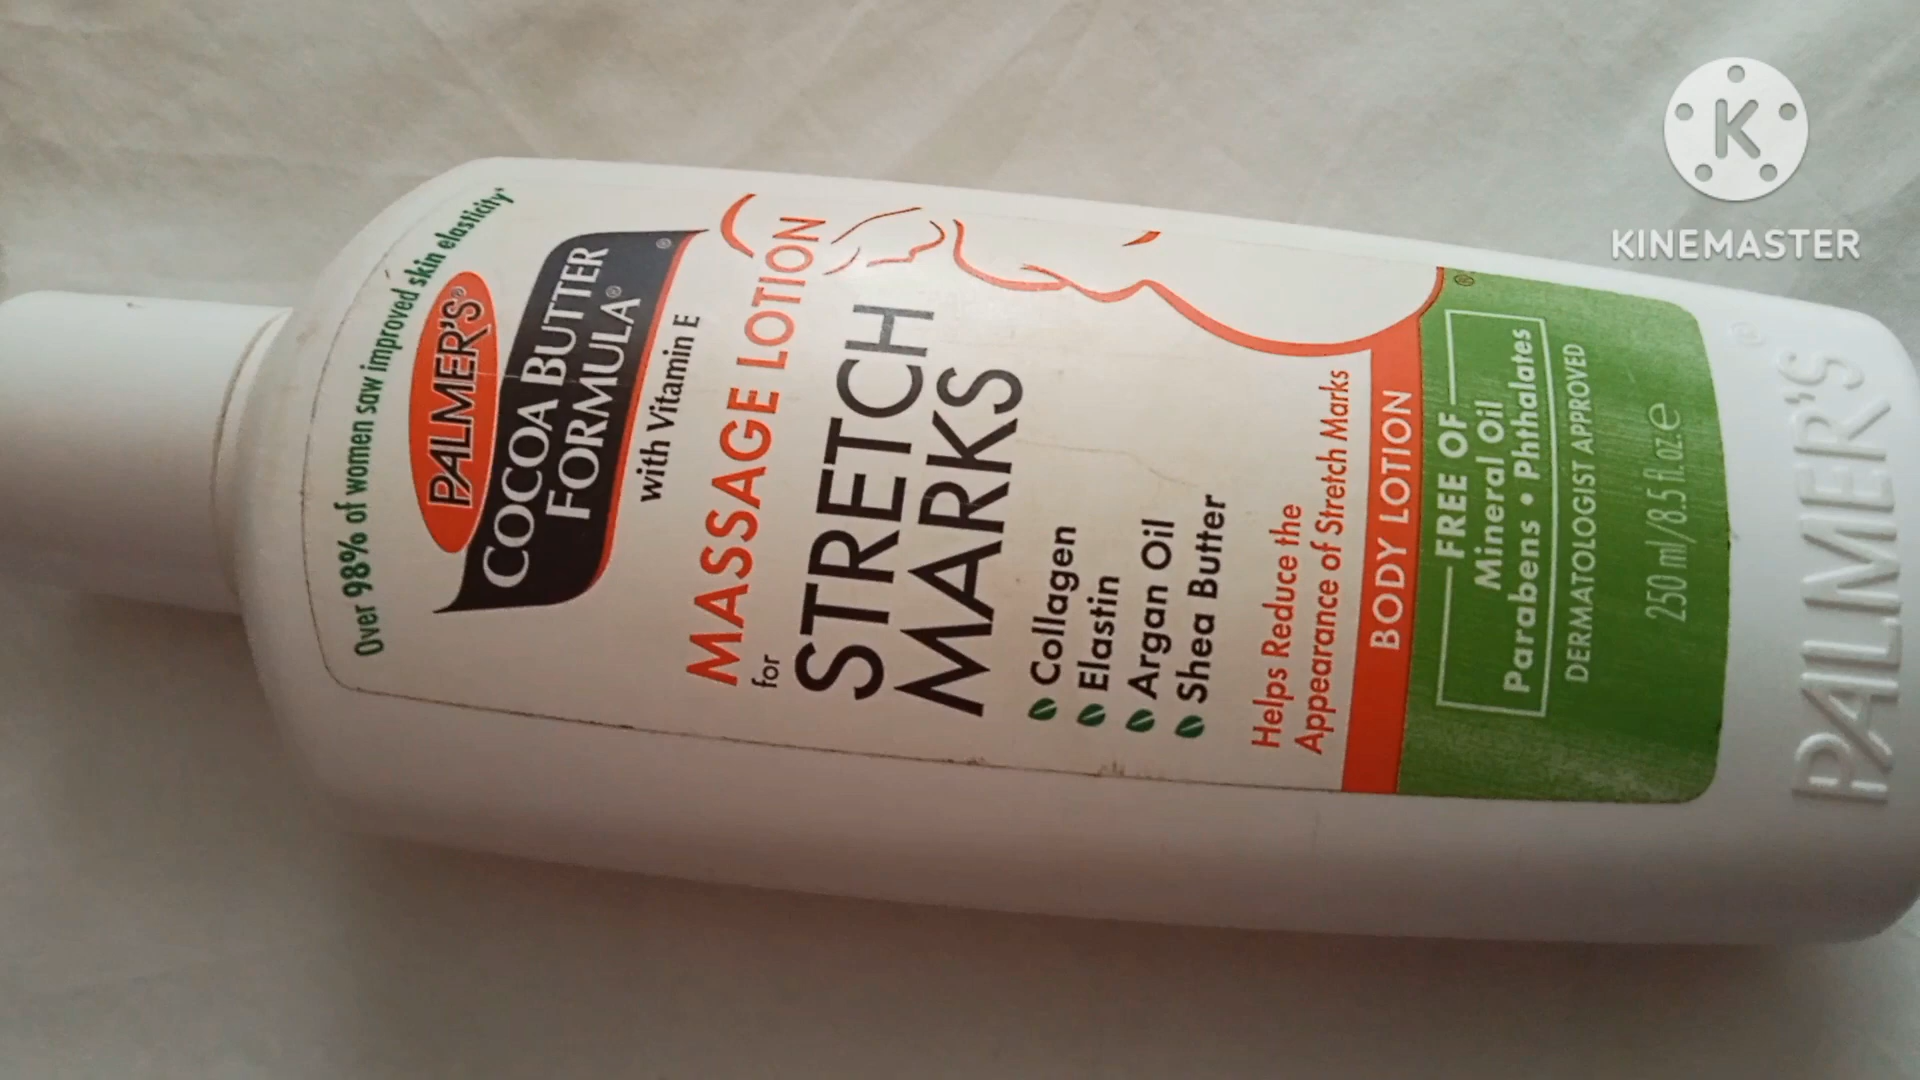 Over 98% of women saw improved skin elasticity*
PALMER'S®
COCOA BUTTER
FORMULA®
with Vitamin E
MASSAGE LOTION
for
STRETCH
MARKS
Collagen
Elastin
Argan Oil
Shea Butter
Helps Reduce the
Appearance of Stretch Marks
BODY LOTION
FREE OF
Mineral Oil
Parabens • Phthalates
DERMATOLOGIST APPROVED
250 ml/8.5 fl. oz. ℮
PALMER'S®
K
KINEMASTER